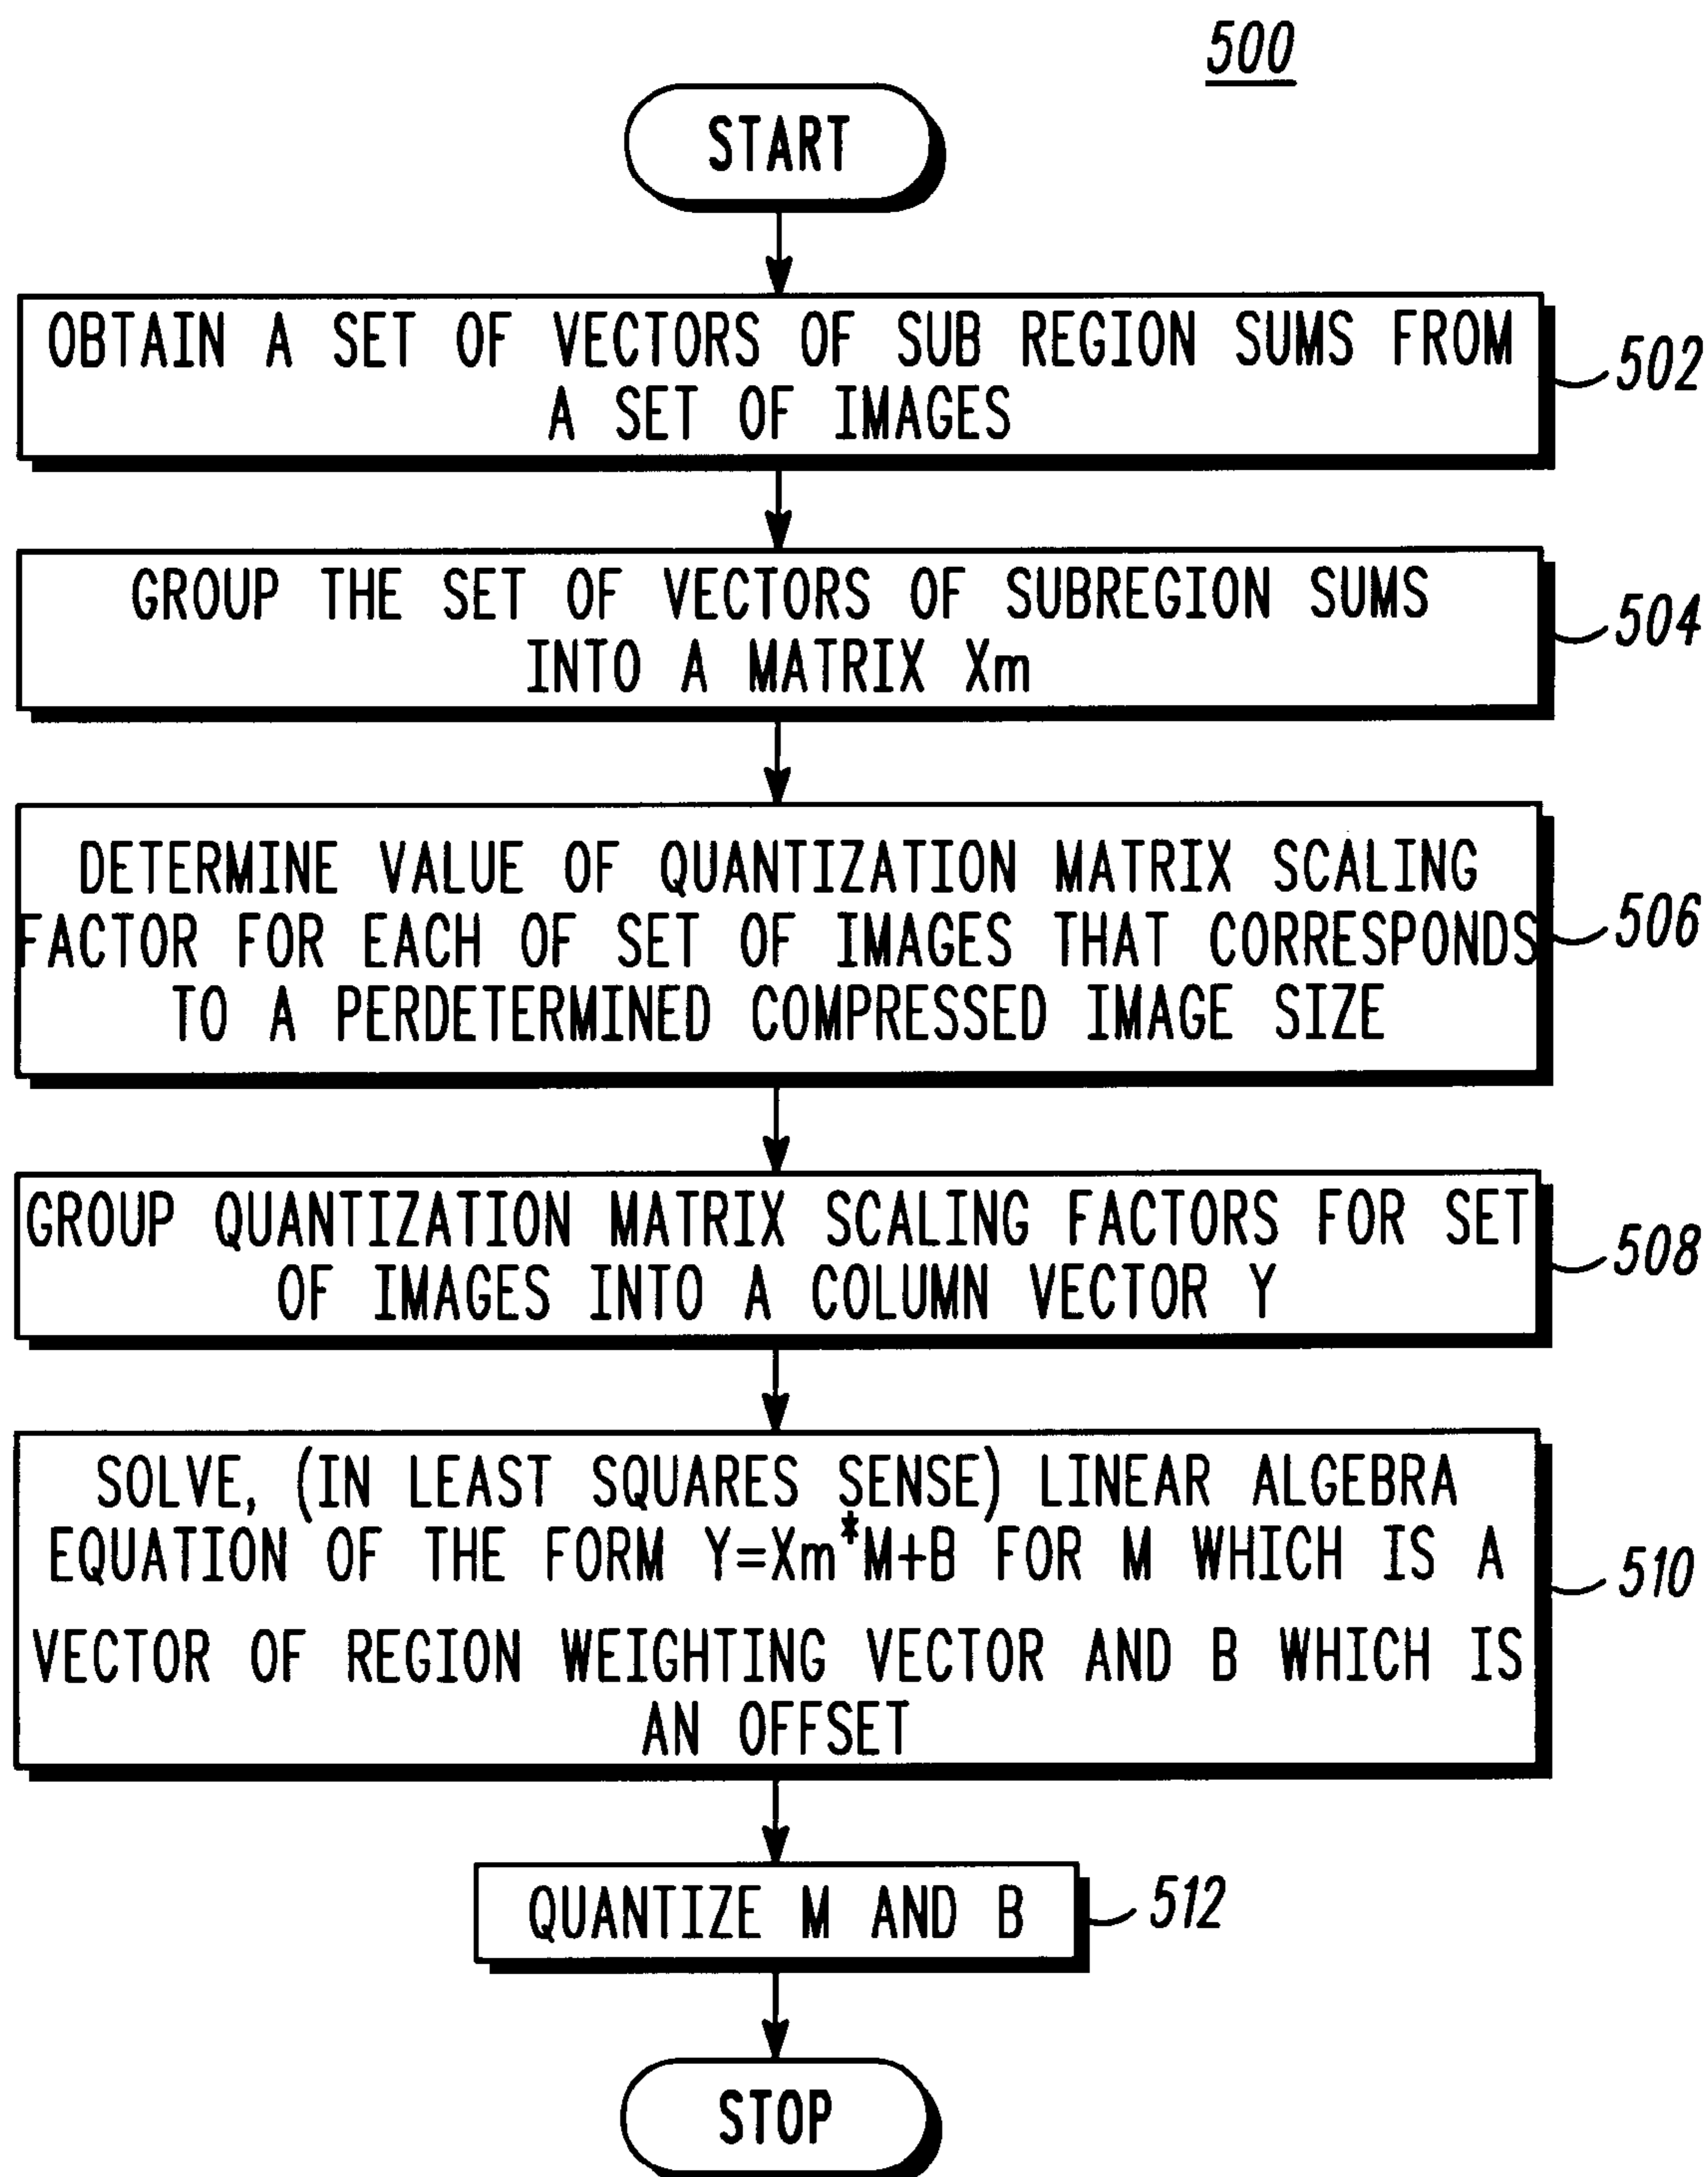 500
START
OBTAIN A SET OF VECTORS OF SUB REGION SUMS FROM
A SET OF IMAGES
502
GROUP THE SET OF VECTORS OF SUBREGION SUMS
INTO A MATRIX Xm
504
DETERMINE VALUE OF QUANTIZATION MATRIX SCALING
FACTOR FOR EACH OF SET OF IMAGES THAT CORRESPONDS
TO A PERDETERMINED COMPRESSED IMAGE SIZE
506
GROUP QUANTIZATION MATRIX SCALING FACTORS FOR SET
OF IMAGES INTO A COLUMN VECTOR Y
508
SOLVE, (IN LEAST SQUARES SENSE) LINEAR ALGEBRA
EQUATION OF THE FORM Y=Xm*M+B FOR M WHICH IS A
VECTOR OF REGION WEIGHTING VECTOR AND B WHICH IS
AN OFFSET
510
QUANTIZE M AND B
512
STOP